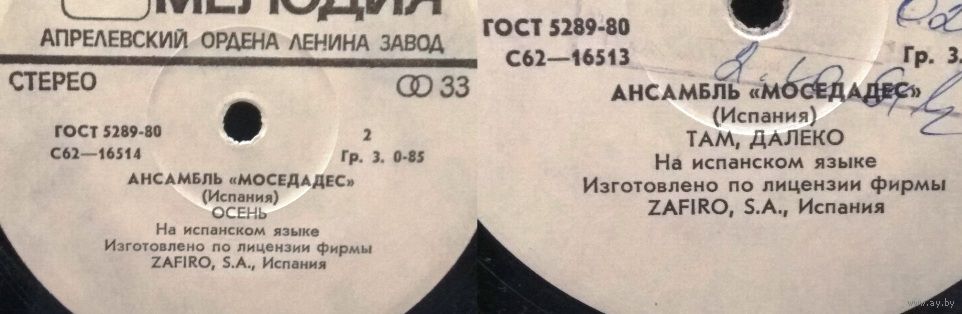 МЕЛОДИЯ
АПРЕЛЕВСКИЙ ОРДЕНА ЛЕНИНА ЗАВОД
СТЕРЕО
33
ГОСТ 5289-80
2
С62—16514
Гр. 3. 0-85
АНСАМБЛЬ «МОСЕДАДЕС»
(Испания)
ОСЕНЬ
На испанском языке
Изготовлено по лицензии фирмы
ZAFIRO, S.A., Испания
ГОСТ 5289-80
С62—16513
Гр. 3.
АНСАМБЛЬ «МОСЕДАДЕС»
(Испания)
ТАМ, ДАЛЕКО
На испанском языке
Изготовлено по лицензии фирмы
ZAFIRO, S.A., Испания
www.ay.by